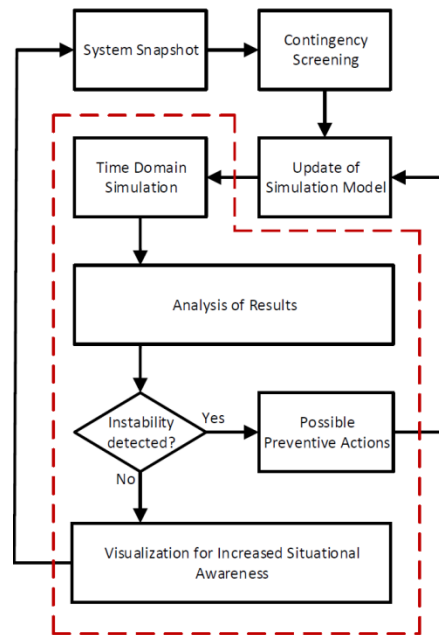 System Snapshot
Contingency
Screening
Time Domain
Simulation
Update of
Simulation Model
Analysis of Results
Instability
detected?
Yes
Possible
Preventive Actions
No
Visualization for Increased Situational
Awareness